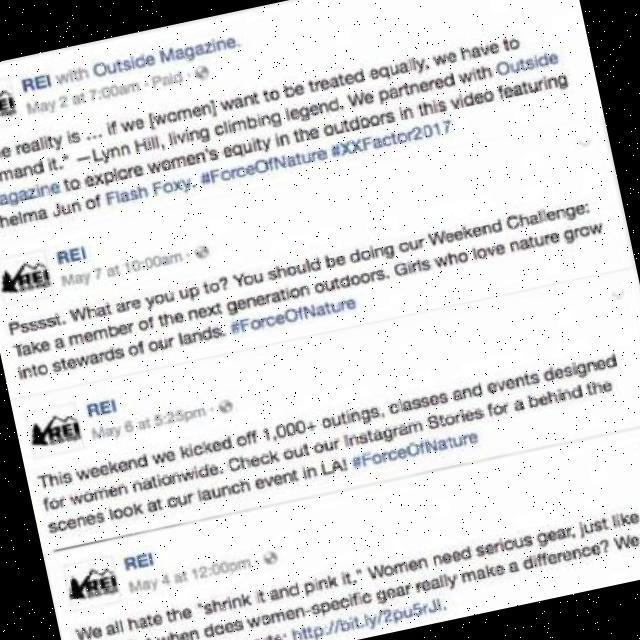 REI with Outside Magazine.
May 2 at 7:00am · Paid ·
reality is ... if we [women] want to be treated equally, we have to
mand it." —Lynn Hill, living climbing legend. We partnered with Outside
agazine to explore women's equity in the outdoors in this video featuring
helma Jun of Flash Foxy. #ForceOfNature #XXFactor2017
REI
REI
May 7 at 10:00am ·
Psssst. What are you up to? You should be doing our Weekend Challenge:
Take a member of the next generation outdoors. Girls who love nature grow
into stewards of our lands. #ForceOfNature
REI
REI
May 6 at 5:25pm ·
This weekend we kicked off 1,000+ outings, classes and events designed
for women nationwide. Check out our Instagram Stories for a behind the
scenes look at our launch event in LA! #ForceOfNature
REI
REI
May 4 at 12:00pm ·
We all hate the "shrink it and pink it." Women need serious gear, just like
when does women-specific gear really make a difference? We
http://bit.ly/2pu5rJl.